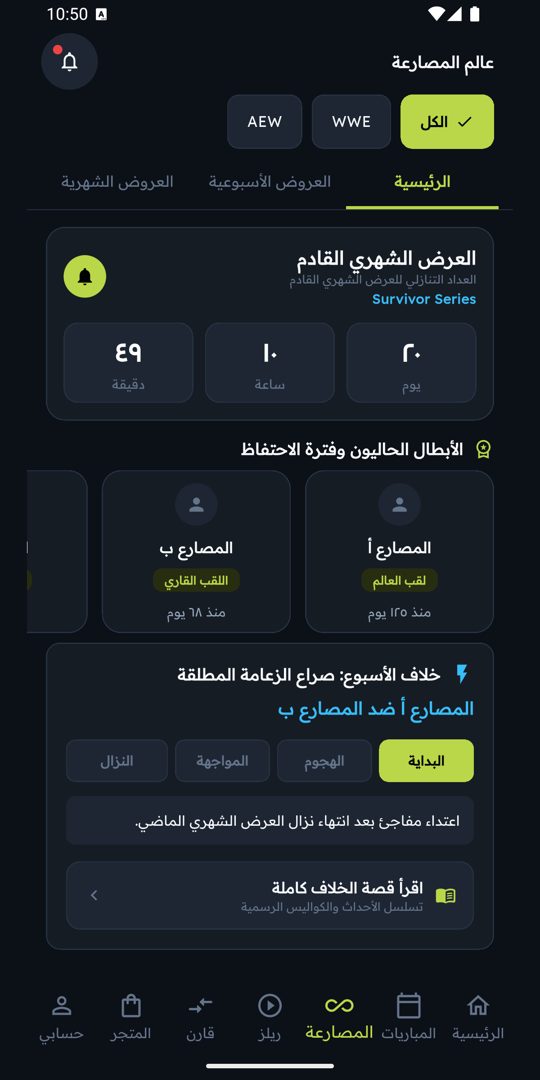 10:50 A
عالم المصارعة
الكل WWE AEW
الرئيسية العروض الأسبوعية العروض الشهرية
العرض الشهري القادم
العداد التنازلي للعرض الشهري القادم
Survivor Series
٢٠ ١٠ ٤٩
يوم ساعة دقيقة
الأبطال الحاليون وفترة الاحتفاظ
المصارع أ المصارع ب
لقب العالم اللقب القاري
منذ ١٢٥ يوم منذ ٦٨ يوم
خلاف الأسبوع: صراع الزعامة المطلقة
المصارع أ ضد المصارع ب
البداية الهجوم المواجهة النزال
اعتداء مفاجئ بعد انتهاء نزال العرض الشهري الماضي.
اقرأ قصة الخلاف كاملة
تسلسل الأحداث والكواليس الرسمية
الرئيسية المباريات المصارعة ريلز قارن المتجر حسابي